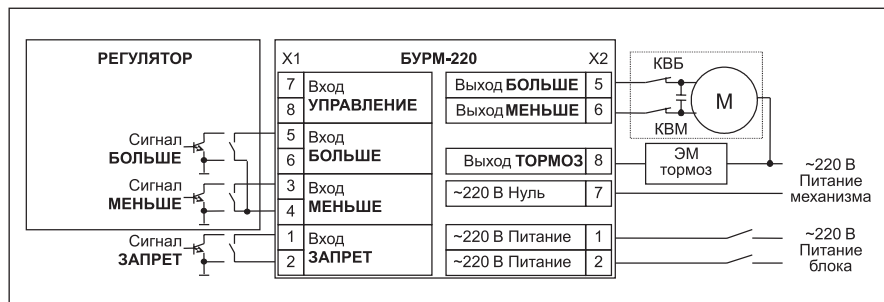 РЕГУЛЯТОР
Сигнал
БОЛЬШЕ
Сигнал
МЕНЬШЕ
Сигнал
ЗАПРЕТ
X1 БУРМ-220 X2
7 Вход
8 УПРАВЛЕНИЕ
5 Вход
6 БОЛЬШЕ
3 Вход
4 МЕНЬШЕ
1 Вход
2 ЗАПРЕТ
Выход БОЛЬШЕ 5
Выход МЕНЬШЕ 6
Выход ТОРМОЗ 8
~220 В Нуль 7
~220 В Питание 1
~220 В Питание 2
КВБ
М
КВМ
ЭМ
тормоз
~220 В
Питание
механизма
~220 В
Питание
блока